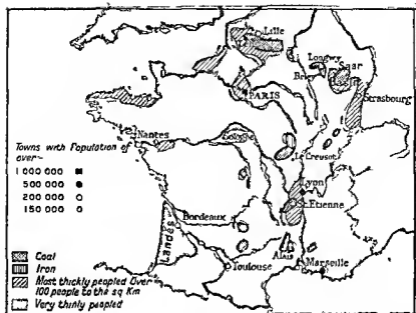 Lille
Longwy
Saar
PARIS
Strasbourg
Nantes
Le Creusot
Lyon
St Etienne
Bordeaux
Landes
Alais
Toulouse
Marseille
Towns with Population of
over:-
1 000 000
500 000
200 000
150 000
Coal
Iron
Most thickly peopled Over
100 people to the sq Km
Very thinly peopled